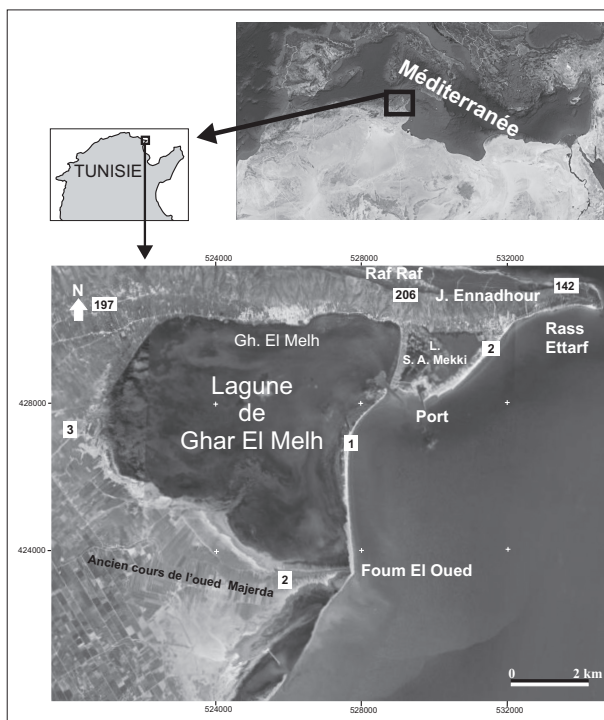 Méditerranée
TUNISIE
524000 528000 532000
Raf Raf
N
197
206
J. Ennadhour
142
Rass
Ettarf
Gh. El Melh
L.
S. A. Mekki
2
Lagune
de
Ghar El Melh
Port
428000
3
1
424000
Ancien cours de l'oued Majerda
2
Foum El Oued
0 2 km
524000 528000 532000